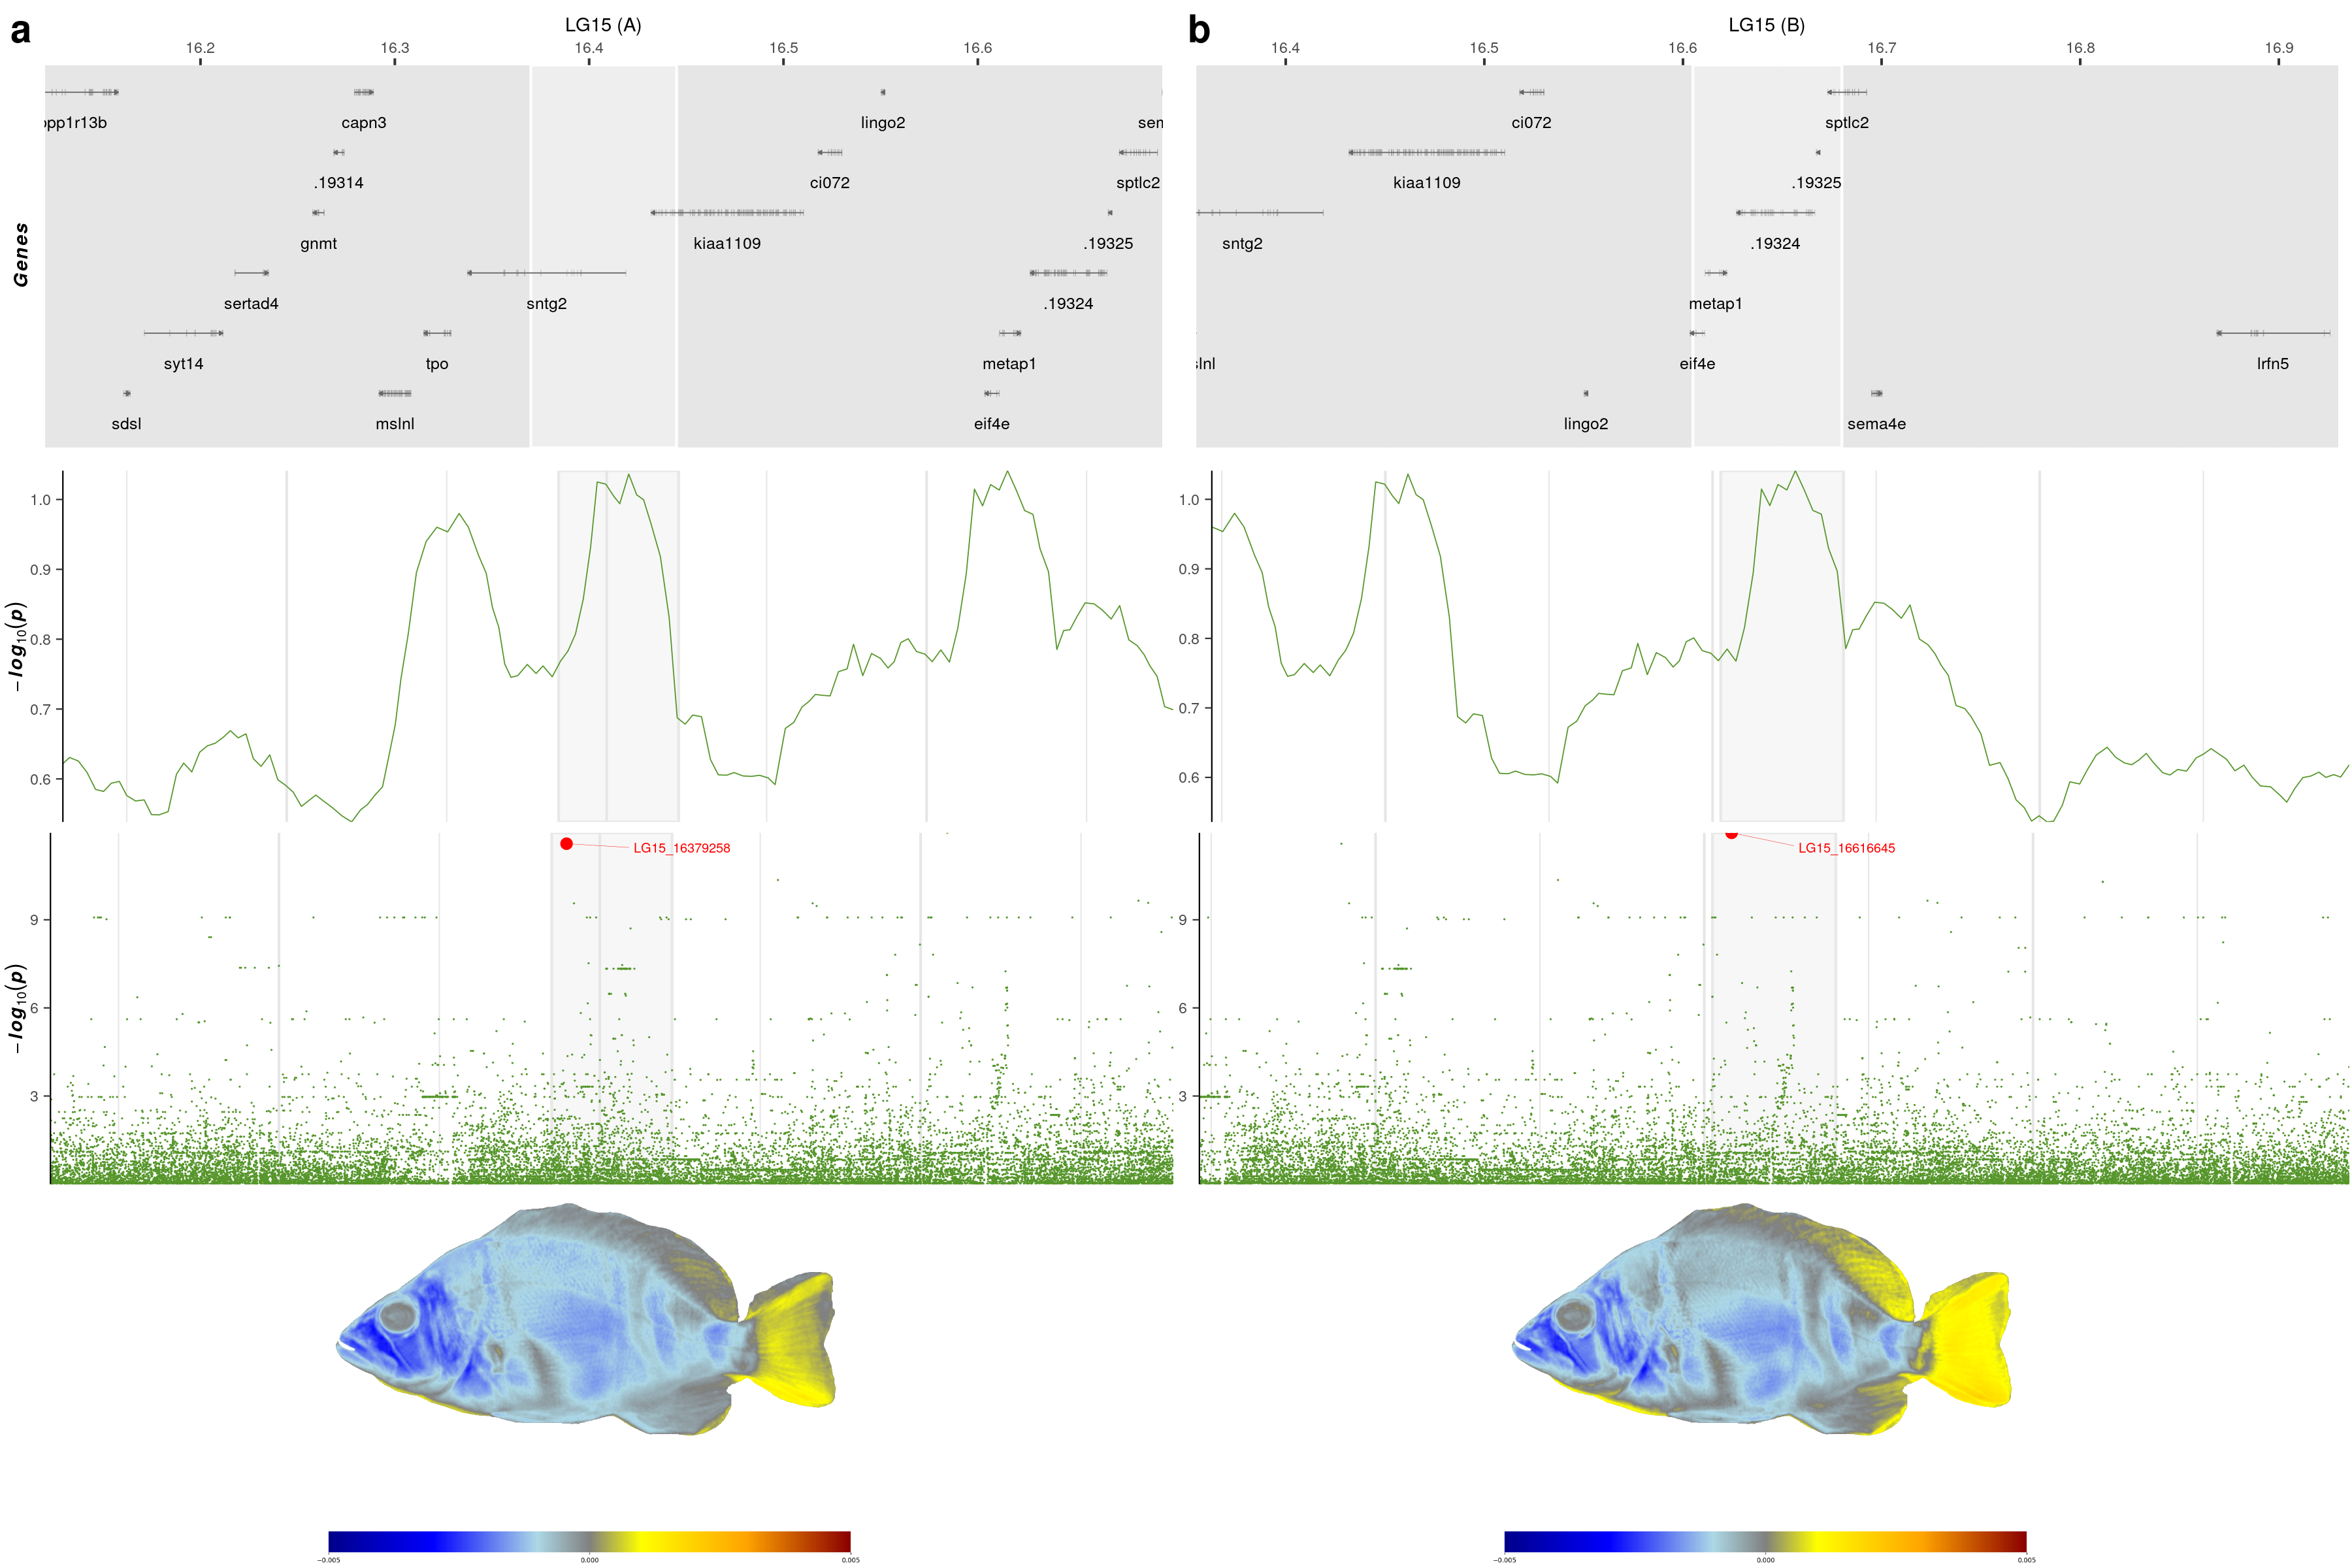 a
LG15 (A)
16.2 16.3 16.4 16.5 16.6
Genes
capn3 lingo2
.19314 ci072 sptlc2
gnmt kiaa1109 .19325
sertad4 sntg2 .19324
syt14 tpo metap1
sdsl mslnl eif4e
−log10(p)
1.0
0.9
0.8
0.7
0.6
−log10(p)
9
6
3
LG15_16379258
−0.005 0.000 0.005
b
LG15 (B)
16.4 16.5 16.6 16.7 16.8 16.9
ci072 sptlc2
kiaa1109 .19325
sntg2 .19324
metap1
eif4e lrfn5
lingo2 sema4e
1.0
0.9
0.8
0.7
0.6
9
6
3
LG15_16616645
−0.005 0.000 0.005